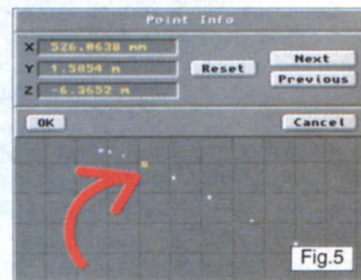 Point Info
X 526.0638 mm
Y 1.5854 m
Z -6.3652 m
Reset
Next
Previous
OK
Cancel
Fig.5